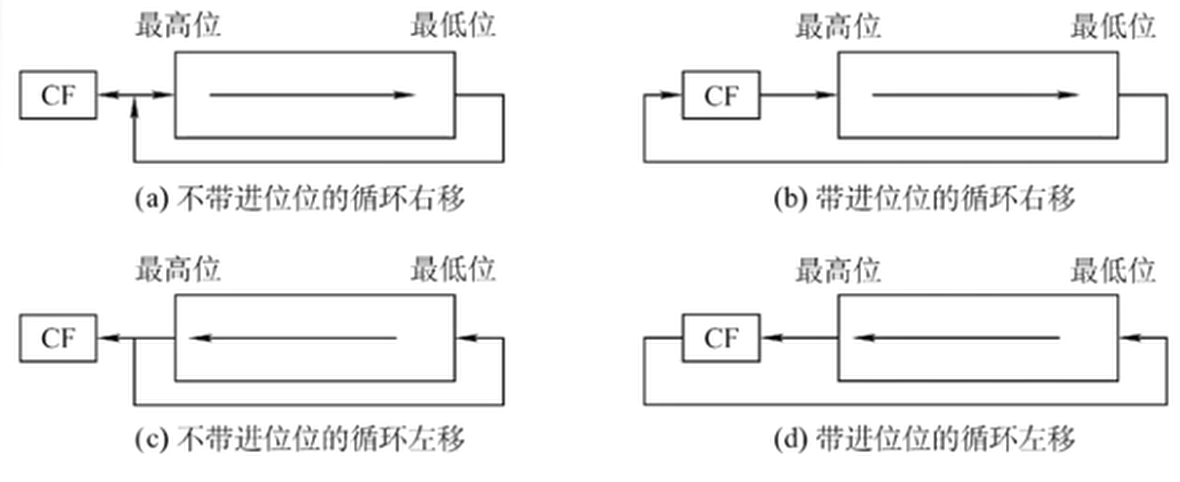 最高位 最低位 最高位 最低位
CF CF
(a) 不带进位位的循环右移 (b) 带进位位的循环右移
最高位 最低位 最高位 最低位
CF CF
(c) 不带进位位的循环左移 (d) 带进位位的循环左移